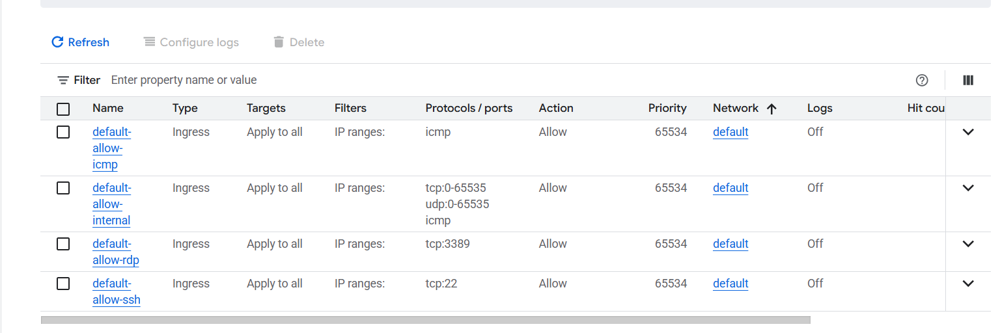 Refresh Configure logs Delete
Filter Enter property name or value
Name Type Targets Filters Protocols / ports Action Priority Network Logs Hit cou
default- Ingress Apply to all IP ranges: icmp Allow 65534 default Off
allow-
icmp
default- Ingress Apply to all IP ranges: tcp:0-65535 Allow 65534 default Off
allow- udp:0-65535
internal icmp
default- Ingress Apply to all IP ranges: tcp:3389 Allow 65534 default Off
allow-rdp
default- Ingress Apply to all IP ranges: tcp:22 Allow 65534 default Off
allow-ssh